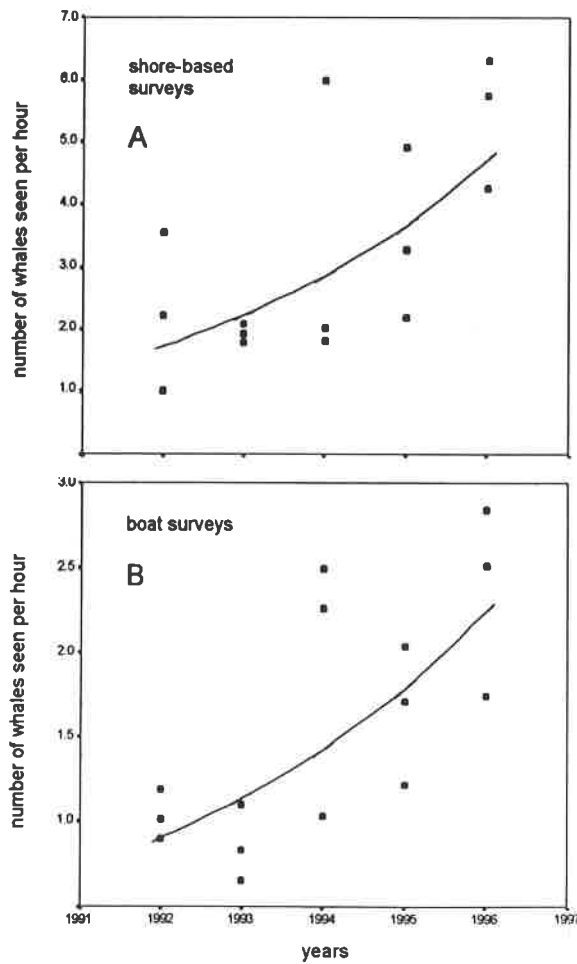 number of whales seen per hour
7.0
6.0
5.0
4.0
3.0
2.0
1.0
shore-based
surveys
A
number of whales seen per hour
3.0
2.5
2.0
1.5
1.0
boat surveys
B
1991 1992 1993 1994 1995 1996 1997
years